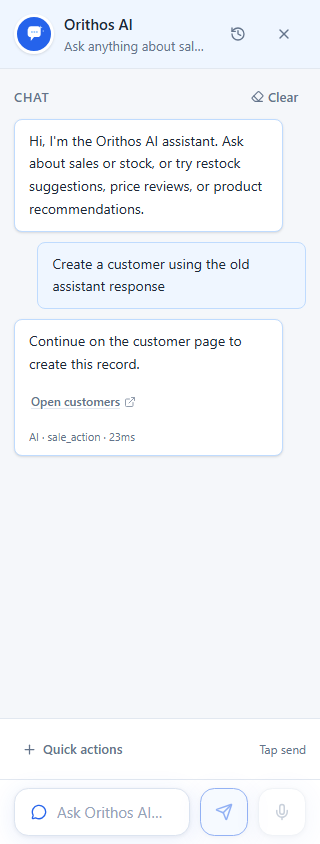 Orithos AI
Ask anything about sal...
CHAT
Clear
Hi, I'm the Orithos AI assistant. Ask
about sales or stock, or try restock
suggestions, price reviews, or product
recommendations.
Create a customer using the old
assistant response
Continue on the customer page to
create this record.
Open customers
AI · sale_action · 23ms
Quick actions
Tap send
Ask Orithos AI...